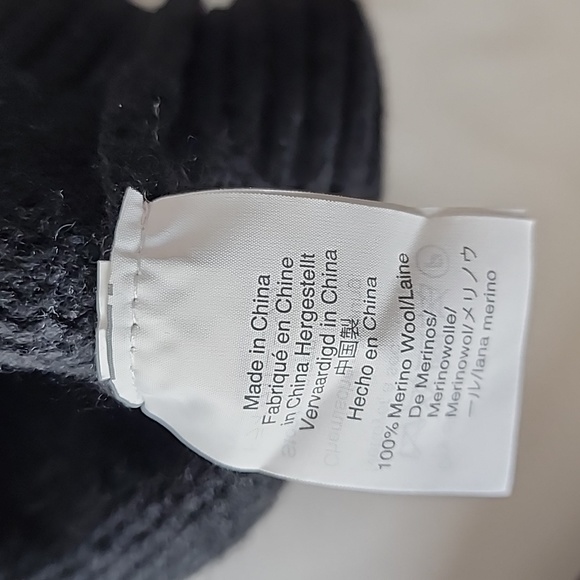 Made in China
Fabriqué en Chine
in China Hergestellt
Vervaardigd in China
中国製
Hecho en China
100% Merino Wool/Laine
De Merinos/
Merinowolle/
Merinowol/メリノウ
ール/lana merino